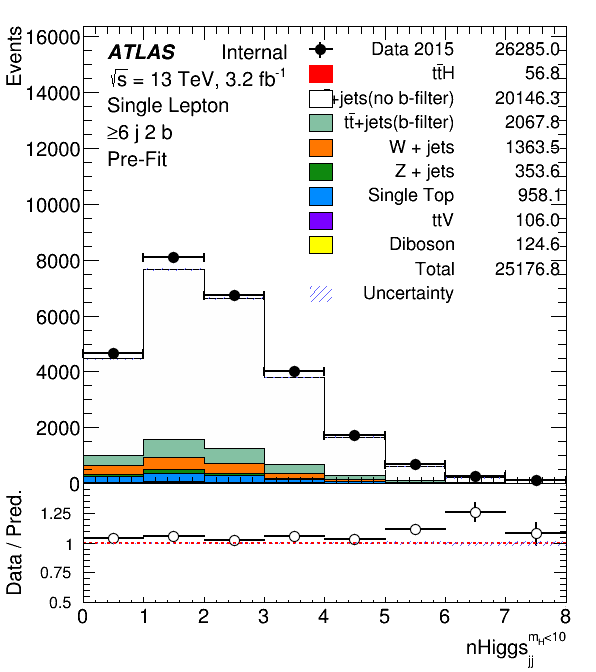 Events
16000
14000
12000
10000
8000
6000
4000
2000
0
ATLAS Internal
√s = 13 TeV, 3.2 fb-1
Single Lepton
≥6 j 2 b
Pre-Fit
Data 2015 26285.0
tt̄H 56.8
+jets(no b-filter) 20146.3
tt̄+jets(b-filter) 2067.8
W + jets 1363.5
Z + jets 353.6
Single Top 958.1
ttV 106.0
Diboson 124.6
Total 25176.8
Uncertainty
Data / Pred.
1.25
1
0.75
0.5
0 1 2 3 4 5 6 7 8
nHiggs jj m_H<10